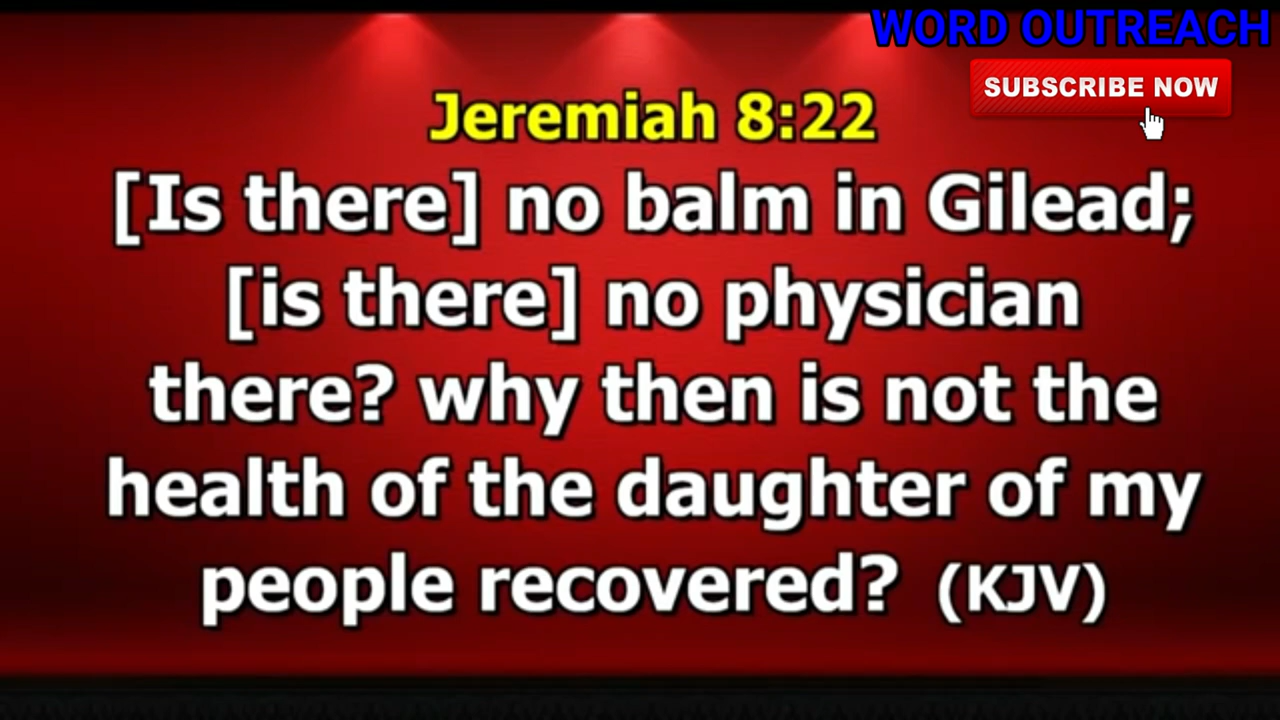 WORD OUTREACH
SUBSCRIBE NOW
Jeremiah 8:22
[Is there] no balm in Gilead;
[is there] no physician
there? why then is not the
health of the daughter of my
people recovered? (KJV)